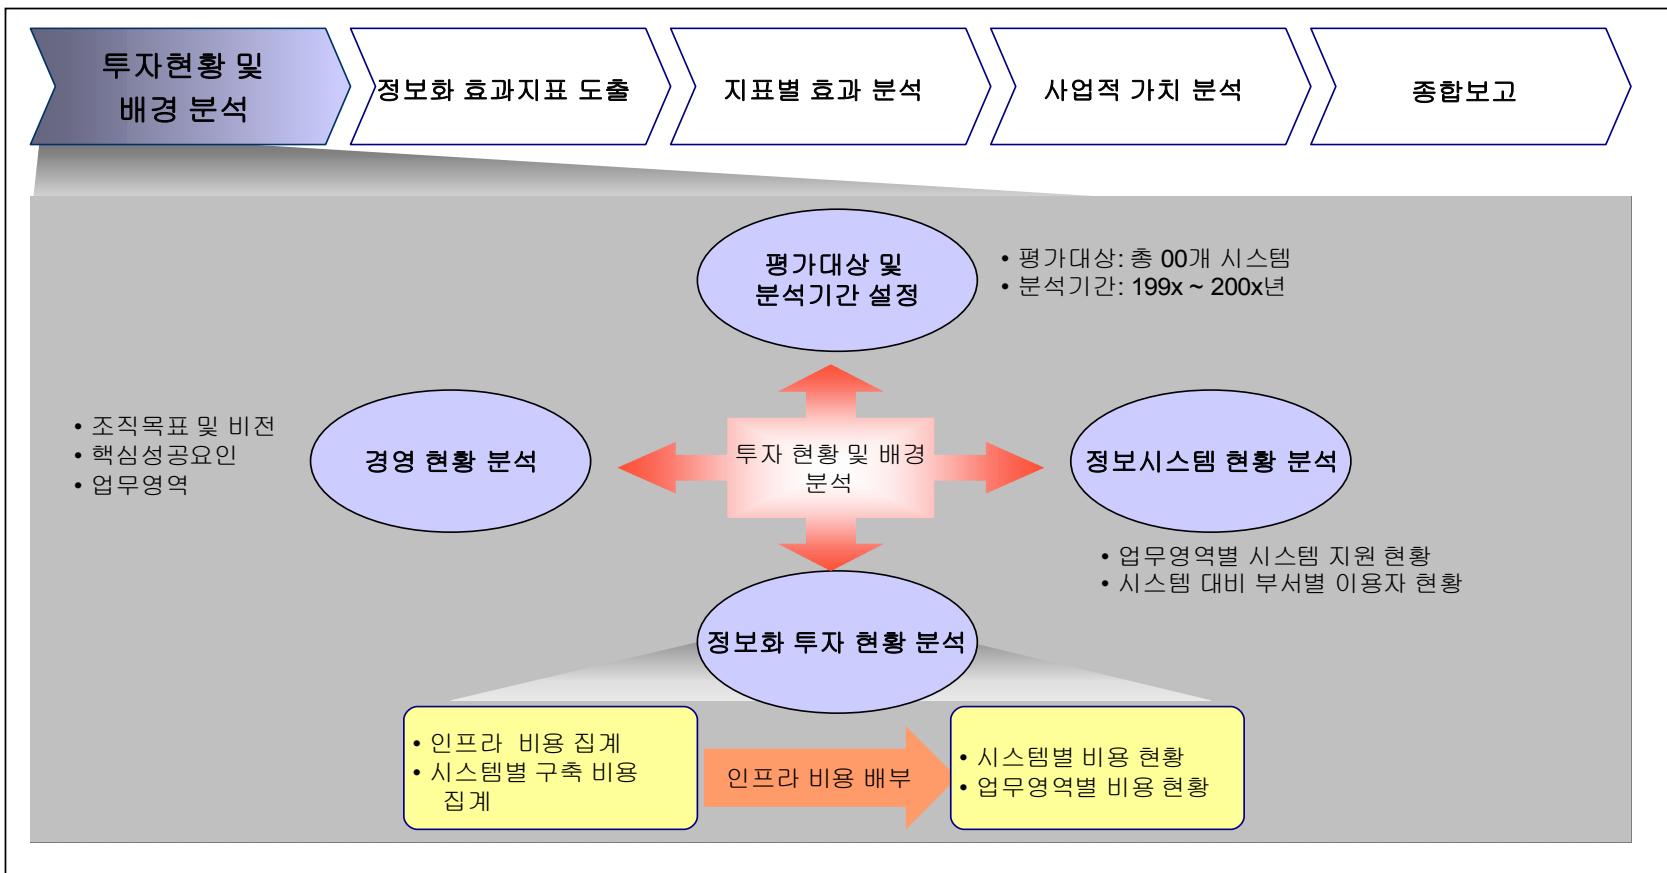 투자현황 및
배경 분석
정보화 효과지표 도출
지표별 효과 분석
사업적 가치 분석
종합보고
평가대상 및
분석기간 설정
• 평가대상: 총 00개 시스템
• 분석기간: 199x ~ 200x년
• 조직목표 및 비전
• 핵심성공요인
• 업무영역
경영 현황 분석
투자 현황 및 배경
분석
정보시스템 현황 분석
• 업무영역별 시스템 지원 현황
• 시스템 대비 부서별 이용자 현황
정보화 투자 현황 분석
• 인프라 비용 집계
• 시스템별 구축 비용
집계
인프라 비용 배부
• 시스템별 비용 현황
• 업무영역별 비용 현황